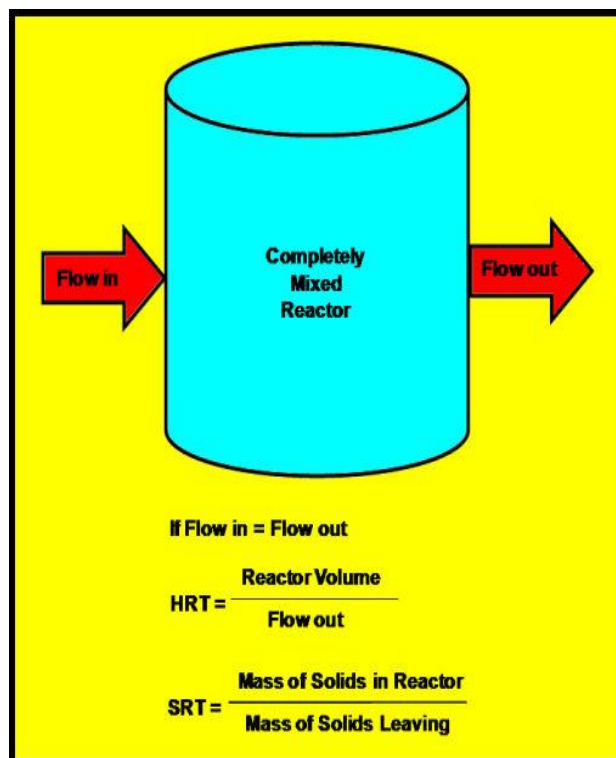 Flow in
Completely
Mixed
Reactor
Flow out
If Flow in = Flow out
HRT = Reactor Volume
Flow out
SRT = Mass of Solids in Reactor
Mass of Solids Leaving